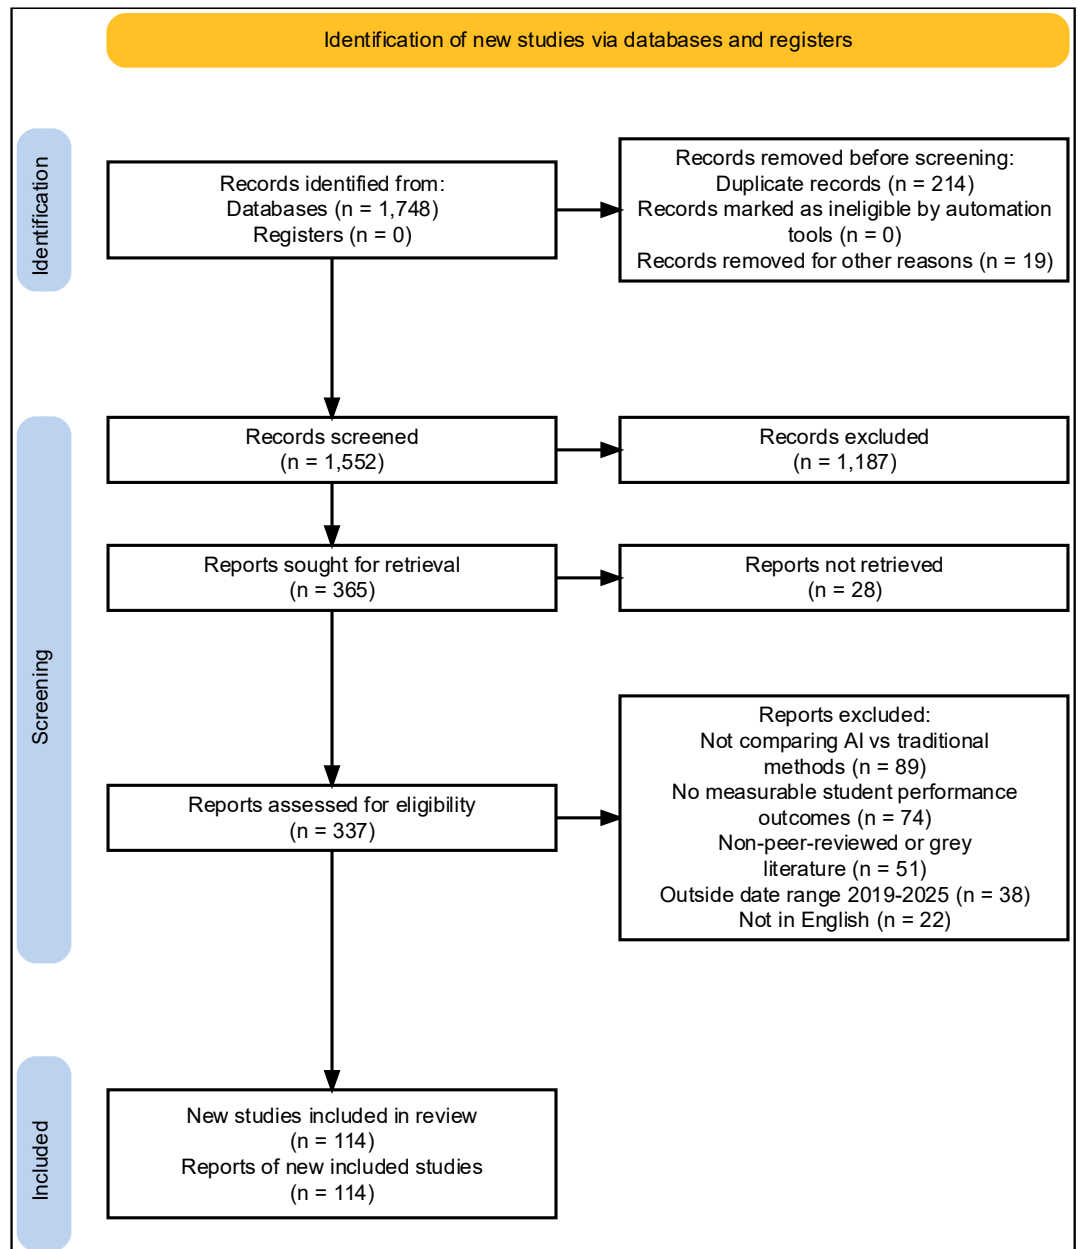 Identification of new studies via databases and registers
Identification
Records identified from:
Databases (n = 1,748)
Registers (n = 0)
Records removed before screening:
Duplicate records (n = 214)
Records marked as ineligible by automation
tools (n = 0)
Records removed for other reasons (n = 19)
Screening
Records screened
(n = 1,552)
Records excluded
(n = 1,187)
Reports sought for retrieval
(n = 365)
Reports not retrieved
(n = 28)
Reports assessed for eligibility
(n = 337)
Reports excluded:
Not comparing AI vs traditional
methods (n = 89)
No measurable student performance
outcomes (n = 74)
Non-peer-reviewed or grey
literature (n = 51)
Outside date range 2019-2025 (n = 38)
Not in English (n = 22)
Included
New studies included in review
(n = 114)
Reports of new included studies
(n = 114)